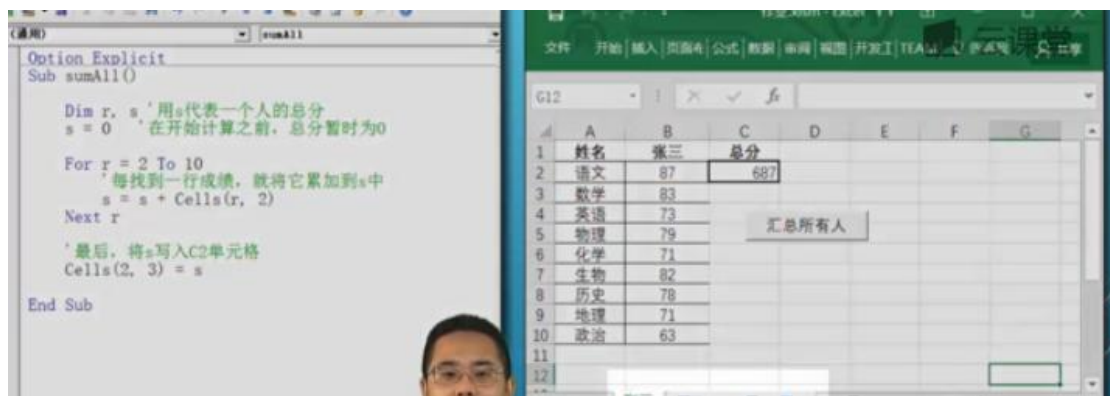 (通用)
sumAll
Option Explicit
Sub sumAll()
Dim r, s '用s代表一个人的总分
s = 0 '在开始计算之前，总分暂时为0
For r = 2 To 10
'每找到一行成绩，就将它累加到s中
s = s + Cells(r, 2)
Next r
'最后，将s写入C2单元格
Cells(2, 3) = s
End Sub
云课堂
文件 开始 插入 页面布 公式 数据 审阅 视图 开发工 TEAM 共享
G12 fx
A B C D E F G
1 姓名 张三 总分
2 语文 87 687
3 数学 83
4 英语 73
汇总所有人
5 物理 79
6 化学 71
7 生物 82
8 历史 78
9 地理 71
10 政治 63
11
12